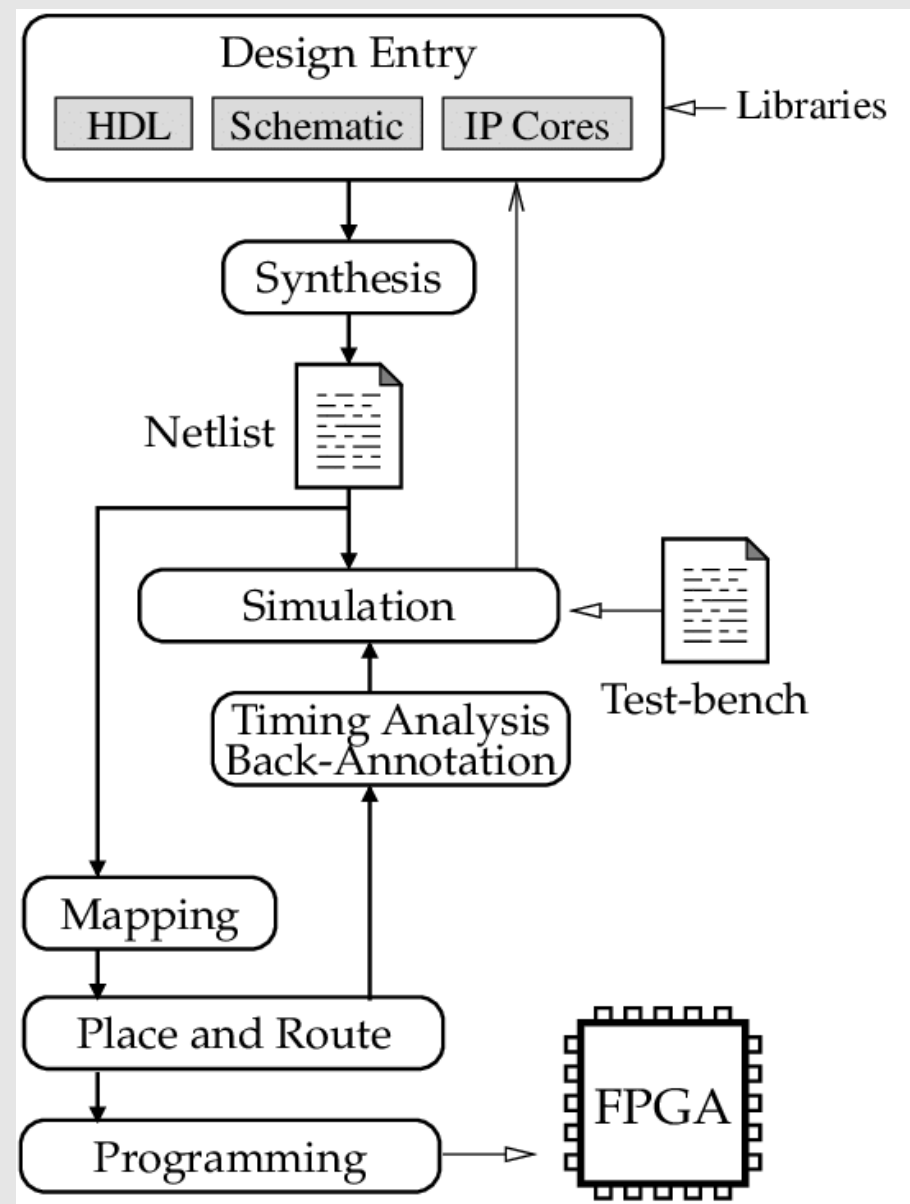 Design Entry
HDL
Schematic
IP Cores
Libraries
Synthesis
Netlist
Simulation
Test-bench
Timing Analysis
Back-Annotation
Mapping
Place and Route
Programming
FPGA